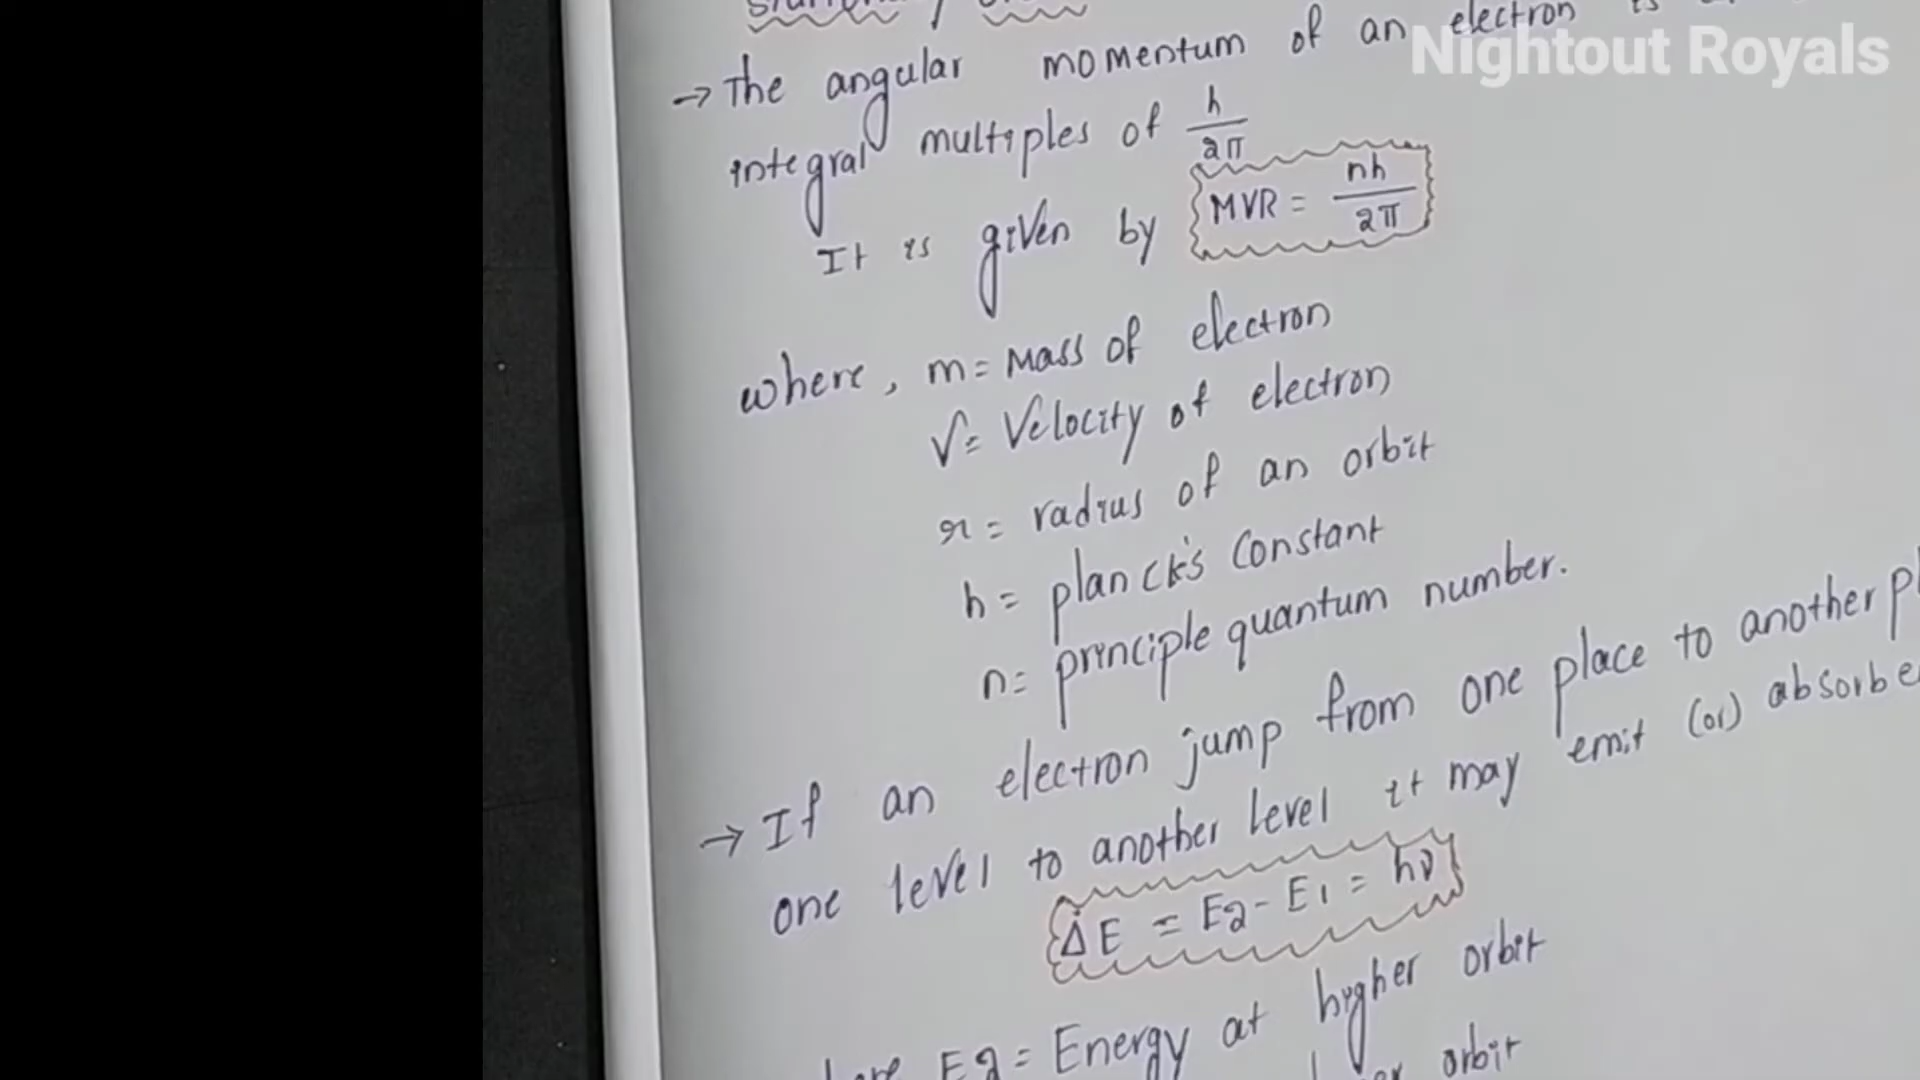 → The angular momentum of an electron is
Nightout Royals
integral multiples of h/2π
It is given by MVR = nh/2π
where, m= Mass of electron
V= Velocity of electron
r= radius of an orbit
h= planck's Constant
n= principle quantum number.
→ If an electron jump from one place to another
one level to another level it may emit (or) absorbe
ΔE = E2 - E1 = hν
E2 = Energy at higher orbit
orbit